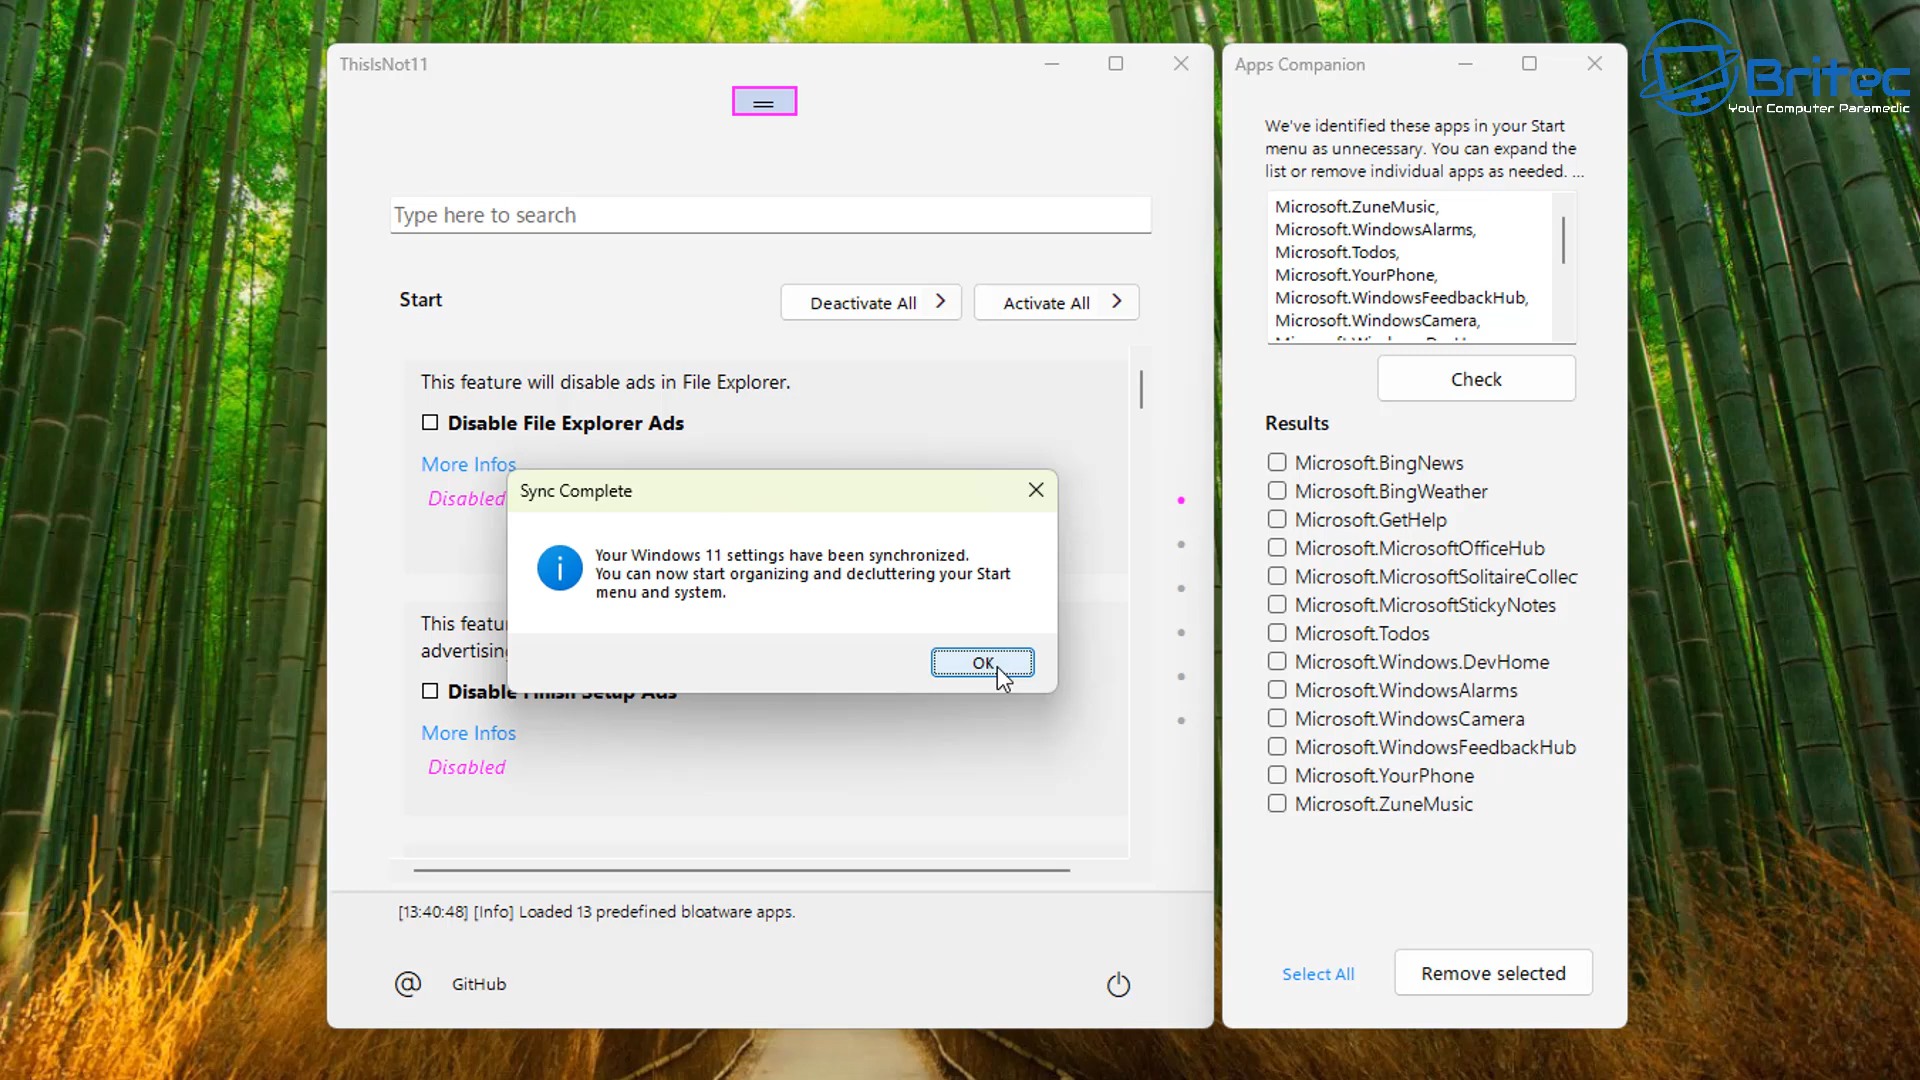 ThisIsNot11
Type here to search
Start
Deactivate All
Activate All
This feature will disable ads in File Explorer.
Disable File Explorer Ads
More Infos
Disabled
Sync Complete
Your Windows 11 settings have been synchronized.
You can now start organizing and decluttering your Start
menu and system.
OK
This featu
advertising
Disable Finish Setup Ads
More Infos
Disabled
[13:40:48] [Info] Loaded 13 predefined bloatware apps.
@ GitHub
Apps Companion
We've identified these apps in your Start
menu as unnecessary. You can expand the
list or remove individual apps as needed. ...
Microsoft.ZuneMusic,
Microsoft.WindowsAlarms,
Microsoft.Todos,
Microsoft.YourPhone,
Microsoft.WindowsFeedbackHub,
Microsoft.WindowsCamera,
Check
Results
Microsoft.BingNews
Microsoft.BingWeather
Microsoft.GetHelp
Microsoft.MicrosoftOfficeHub
Microsoft.MicrosoftSolitaireCollec
Microsoft.MicrosoftStickyNotes
Microsoft.Todos
Microsoft.Windows.DevHome
Microsoft.WindowsAlarms
Microsoft.WindowsCamera
Microsoft.WindowsFeedbackHub
Microsoft.YourPhone
Microsoft.ZuneMusic
Select All
Remove selected
Britec
Your Computer Paramedic